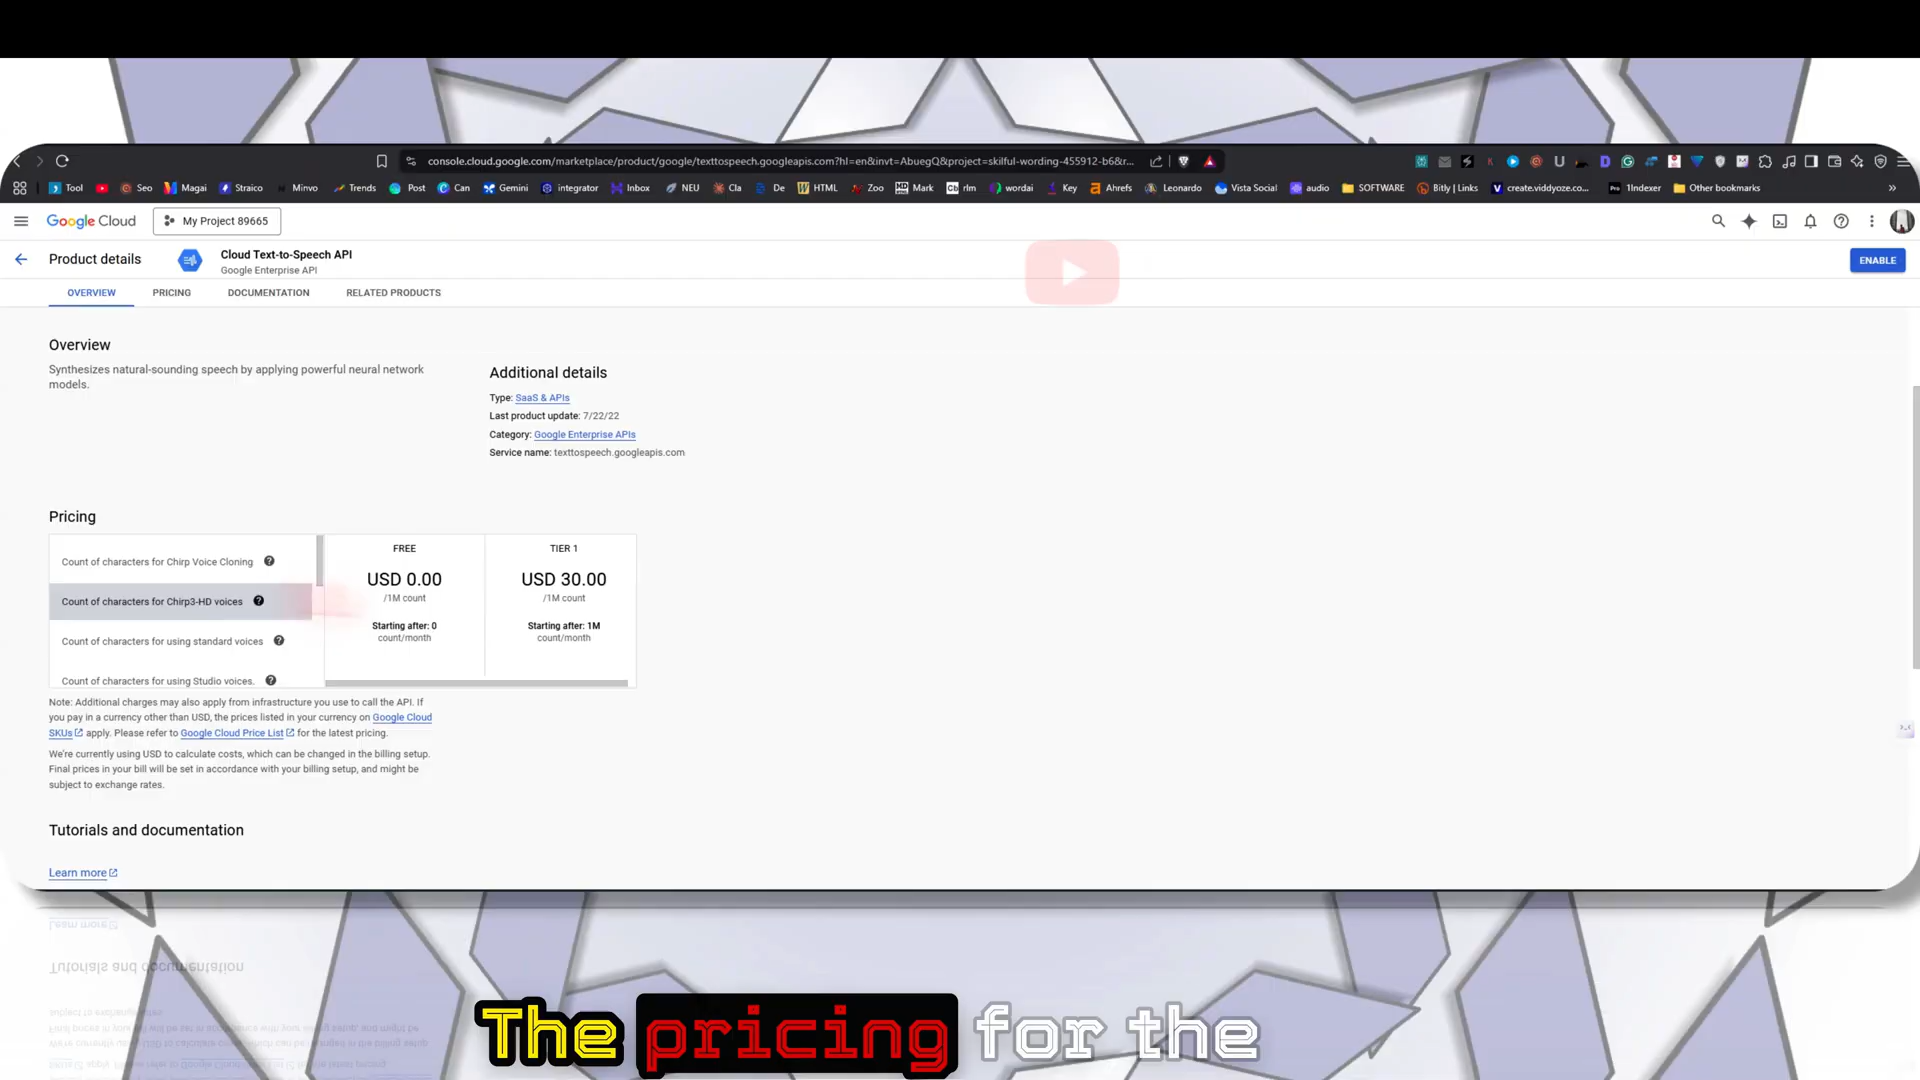 console.cloud.google.com/marketplace/product/google/texttospeech.googleapis.com?hl=en&invt=AbuegQ&project=skilful-wording-455912-b6&r...
Tool Seo Magai Straico Minvo Trends Post Can Gemini integrator Inbox NEU Cla De HTML Zoo Mark rlm wordai Key Ahrefs Leonardo Vista Social audio SOFTWARE Bitly | Links create.viddyoze.co... 1Indexer Other bookmarks »
Google Cloud My Project 89665
Product details
Cloud Text-to-Speech API
Google Enterprise API
ENABLE
OVERVIEW PRICING DOCUMENTATION RELATED PRODUCTS
Overview
Synthesizes natural-sounding speech by applying powerful neural network
models.
Additional details
Type: SaaS & APIs
Last product update: 7/22/22
Category: Google Enterprise APIs
Service name: texttospeech.googleapis.com
Pricing
Count of characters for Chirp Voice Cloning
Count of characters for Chirp3-HD voices
Count of characters for using standard voices
Count of characters for using Studio voices.
FREE
USD 0.00
/1M count
Starting after: 0
count/month
TIER 1
USD 30.00
/1M count
Starting after: 1M
count/month
Note: Additional charges may also apply from infrastructure you use to call the API. If
you pay in a currency other than USD, the prices listed in your currency on Google Cloud
SKUs apply. Please refer to Google Cloud Price List for the latest pricing.
We're currently using USD to calculate costs, which can be changed in the billing setup.
Final prices in your bill will be set in accordance with your billing setup, and might be
subject to exchange rates.
Tutorials and documentation
Learn more
The pricing for the